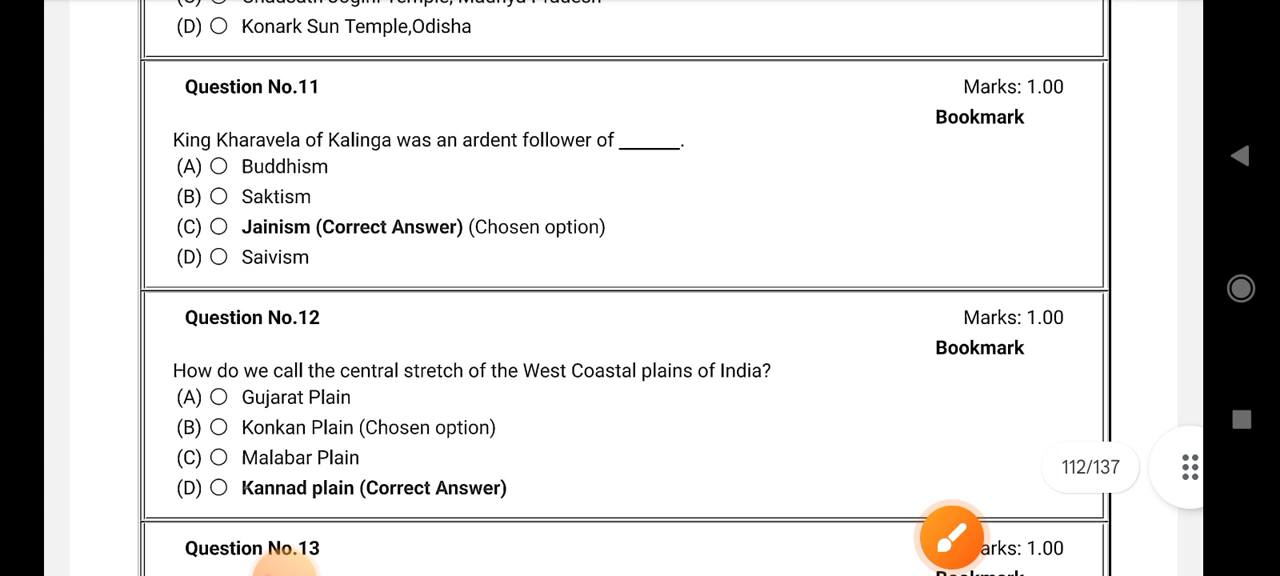 (D) Konark Sun Temple,Odisha
Question No.11
Marks: 1.00
Bookmark
King Kharavela of Kalinga was an ardent follower of ______.
(A) Buddhism
(B) Saktism
(C) Jainism (Correct Answer) (Chosen option)
(D) Saivism
Question No.12
Marks: 1.00
Bookmark
How do we call the central stretch of the West Coastal plains of India?
(A) Gujarat Plain
(B) Konkan Plain (Chosen option)
(C) Malabar Plain
(D) Kannad plain (Correct Answer)
112/137
Question No.13
arks: 1.00